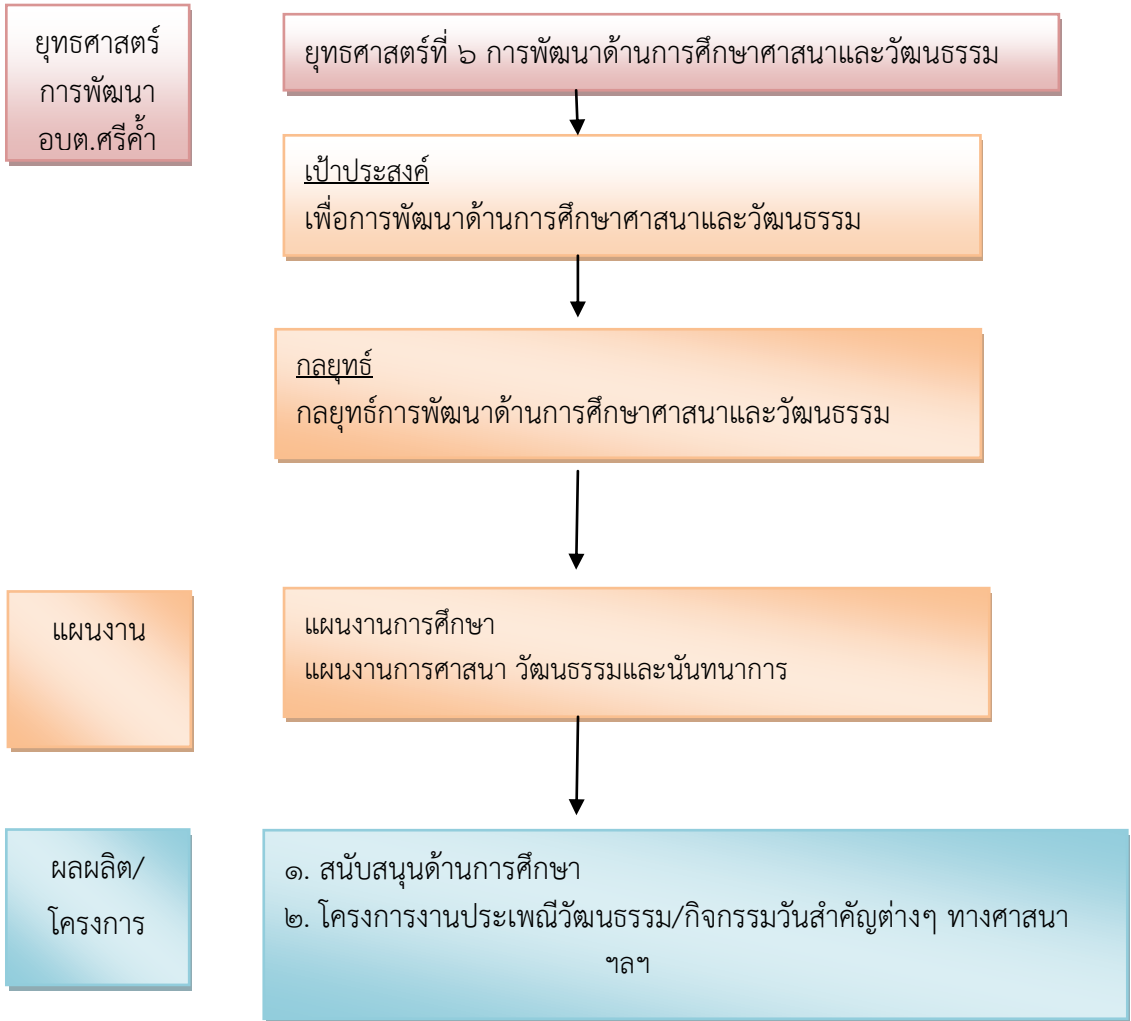 ยุทธศาสตร์
การพัฒนา
อบต.ศรีค้ำ
ยุทธศาสตร์ที่ ๖ การพัฒนาด้านการศึกษาศาสนาและวัฒนธรรม
เป้าประสงค์
เพื่อการพัฒนาด้านการศึกษาศาสนาและวัฒนธรรม
กลยุทธ์
กลยุทธ์การพัฒนาด้านการศึกษาศาสนาและวัฒนธรรม
แผนงาน
แผนงานการศึกษา
แผนงานการศาสนา วัฒนธรรมและนันทนาการ
ผลผลิต/
โครงการ
๑. สนับสนุนด้านการศึกษา
๒. โครงการงานประเพณีวัฒนธรรม/กิจกรรมวันสำคัญต่างๆ ทางศาสนา
ฯลฯ